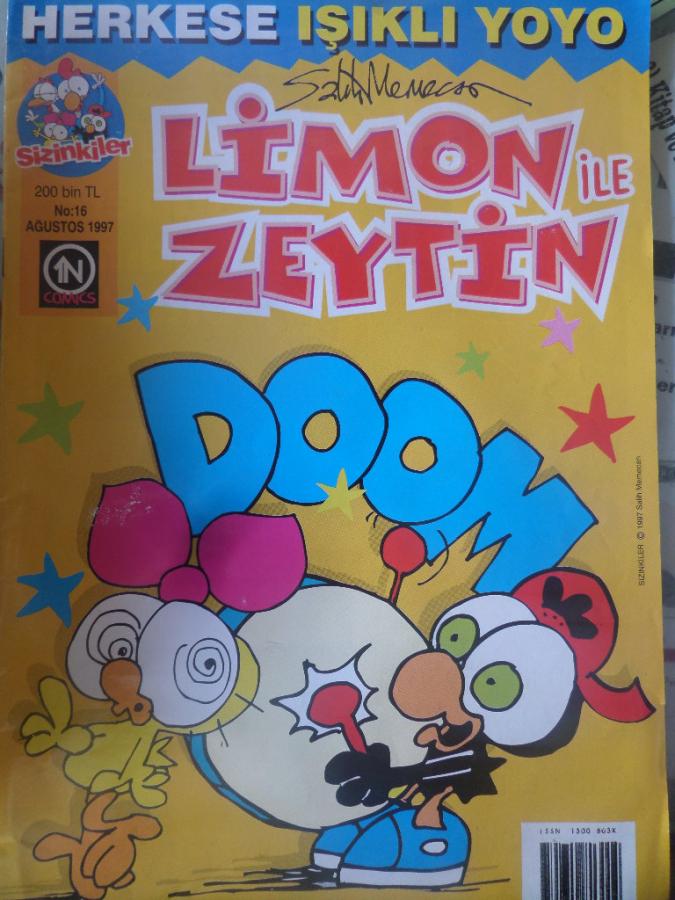 HERKESE IŞIKLI YOYO
Salih Memecan
Sizinkiler
LİMON İLE
ZEYTİN
200 bin TL
No:16
AĞUSTOS 1997
1N
COMICS
DOOM
SİZİNKİLER © 1997 Salih Memecan
ISSN 1300 803X